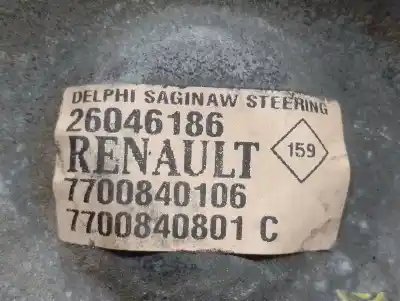 DELPHI SAGINAW STEERING
26046186
RENAULT
159
7700840106
7700840801 C